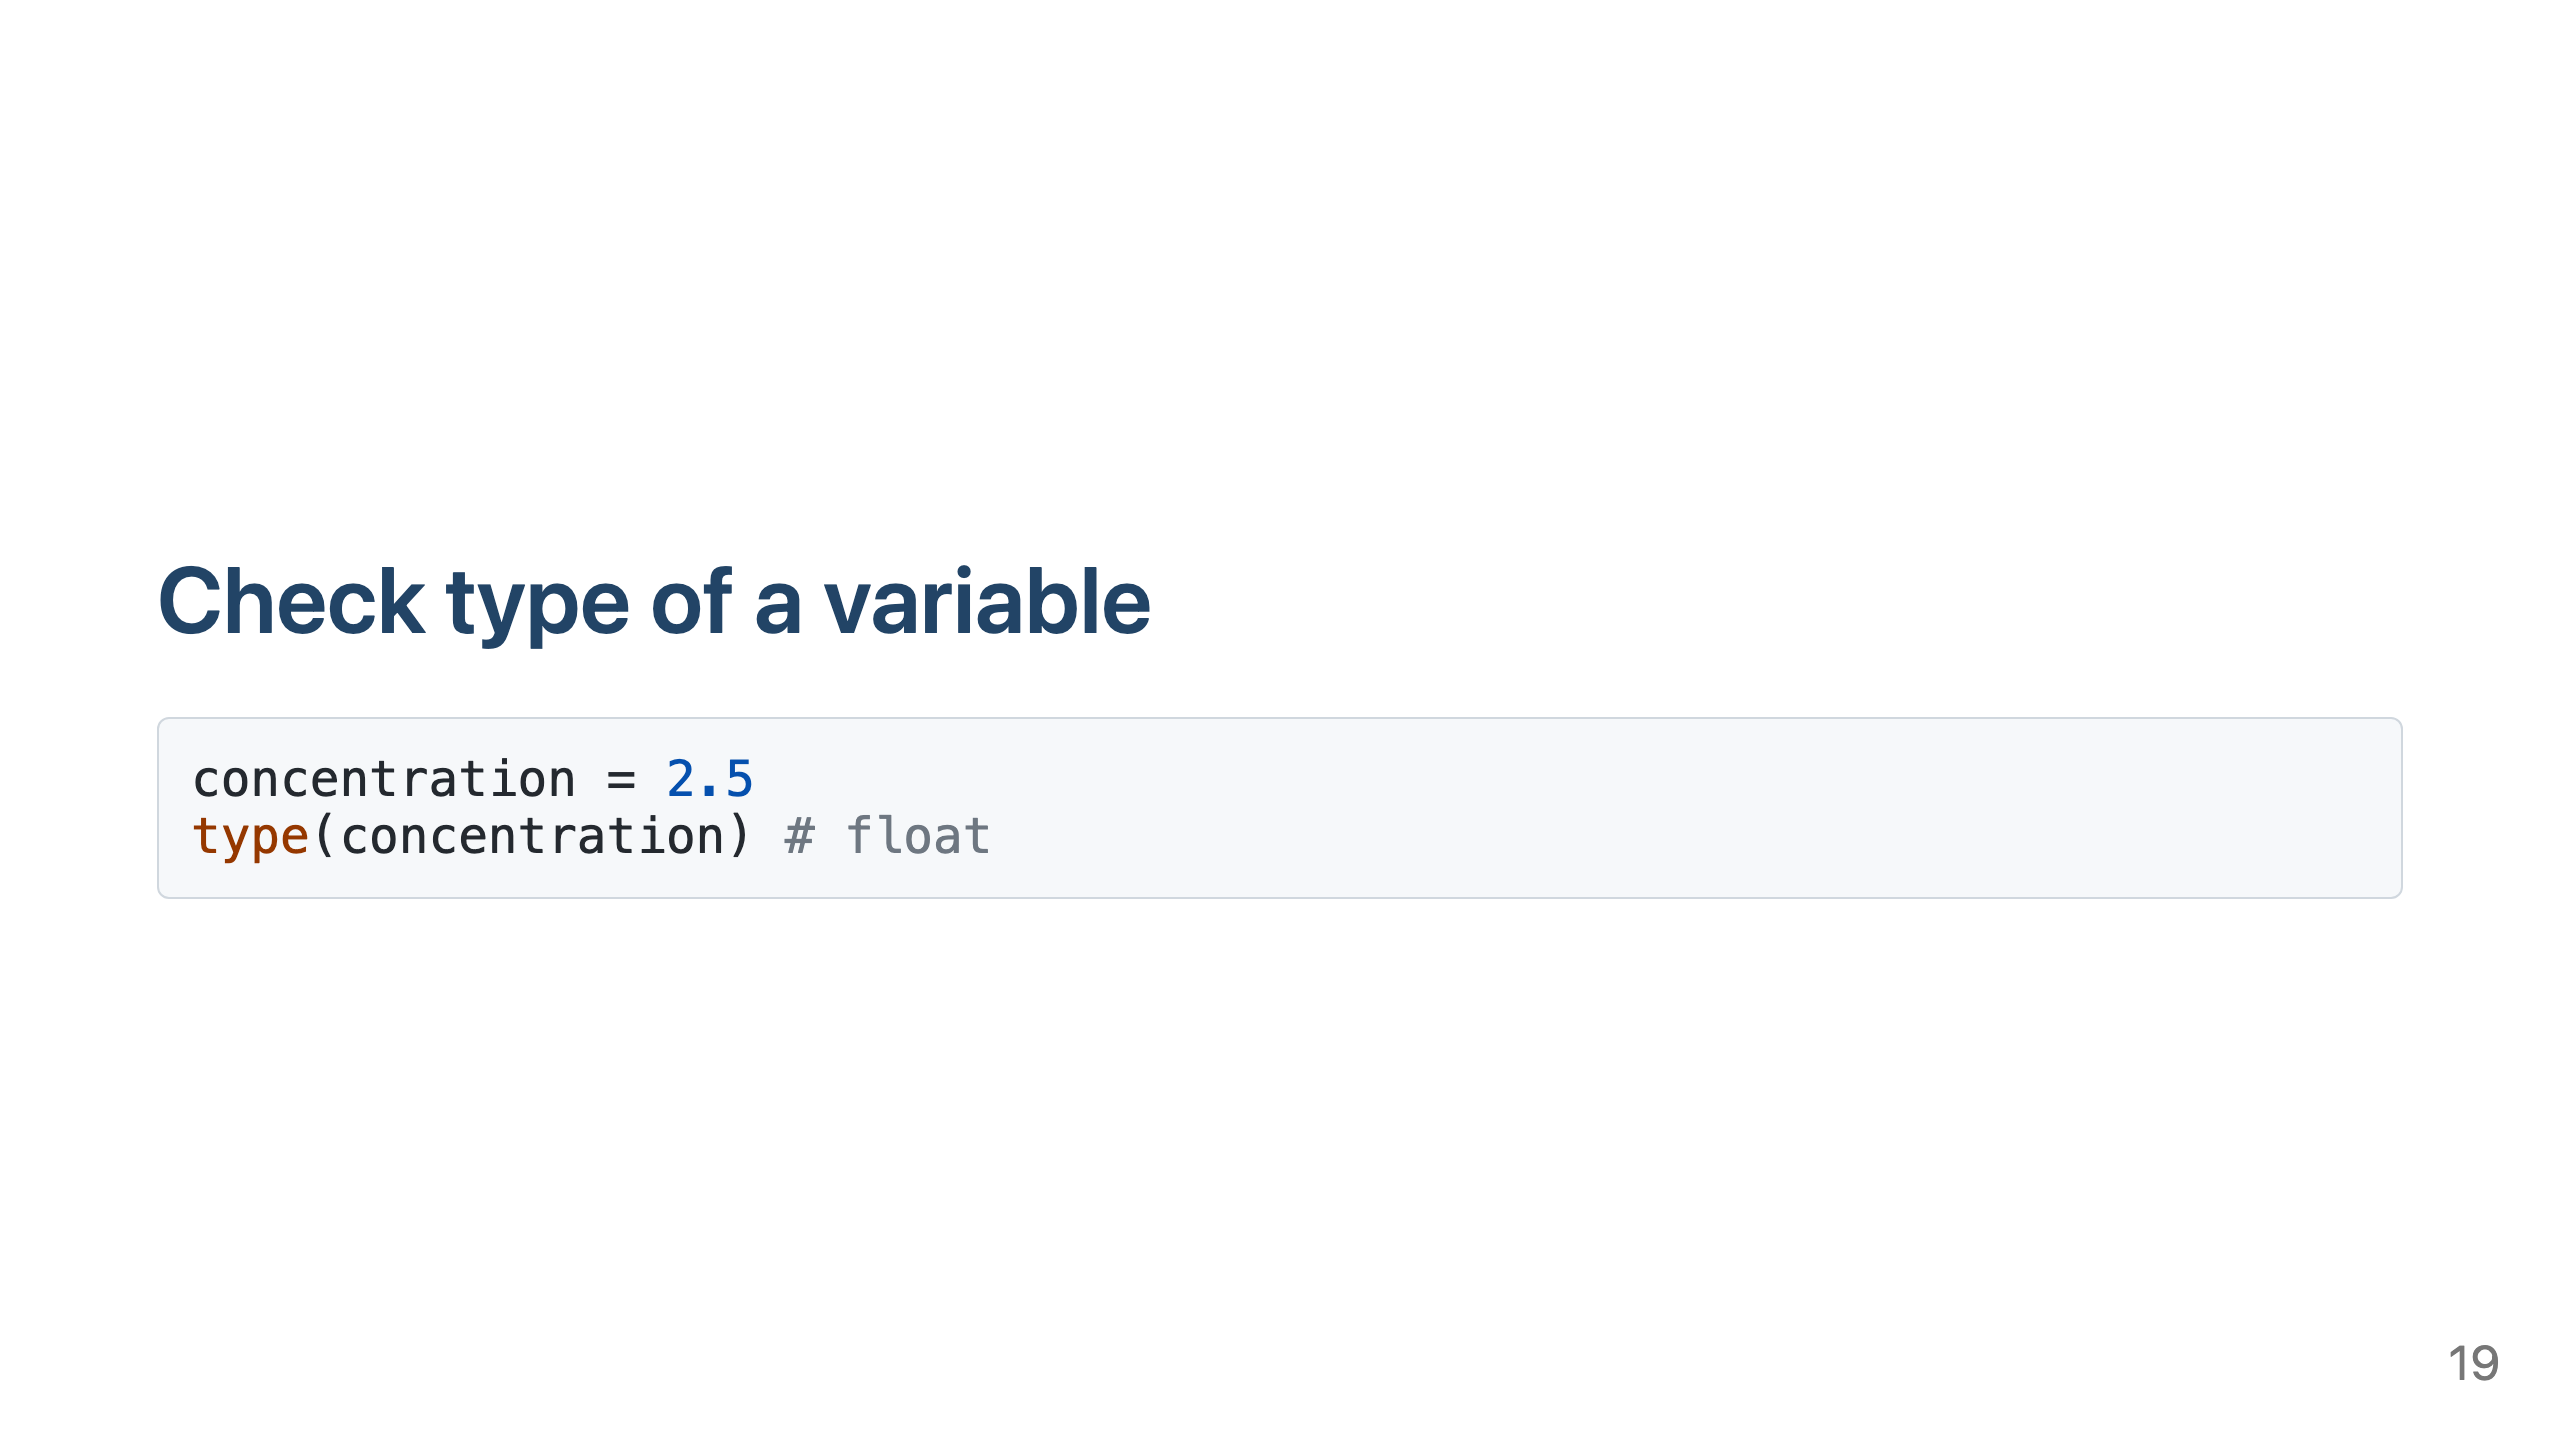 Check type of a variable
concentration = 2.5
type(concentration) # float
19